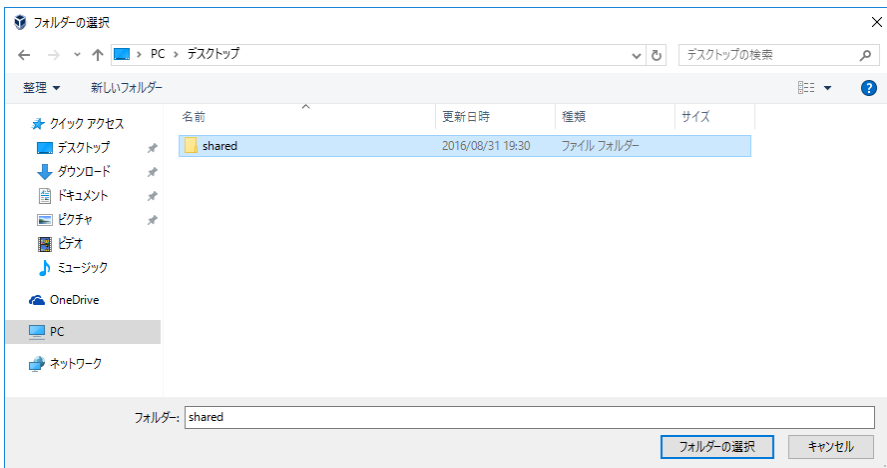 フォルダーの選択
PC › デスクトップ
デスクトップの検索
整理
新しいフォルダー
名前 更新日時 種類 サイズ
shared 2016/08/31 19:30 ファイル フォルダー
クイック アクセス
デスクトップ
ダウンロード
ドキュメント
ピクチャ
ビデオ
ミュージック
OneDrive
PC
ネットワーク
フォルダー: shared
フォルダーの選択 キャンセル